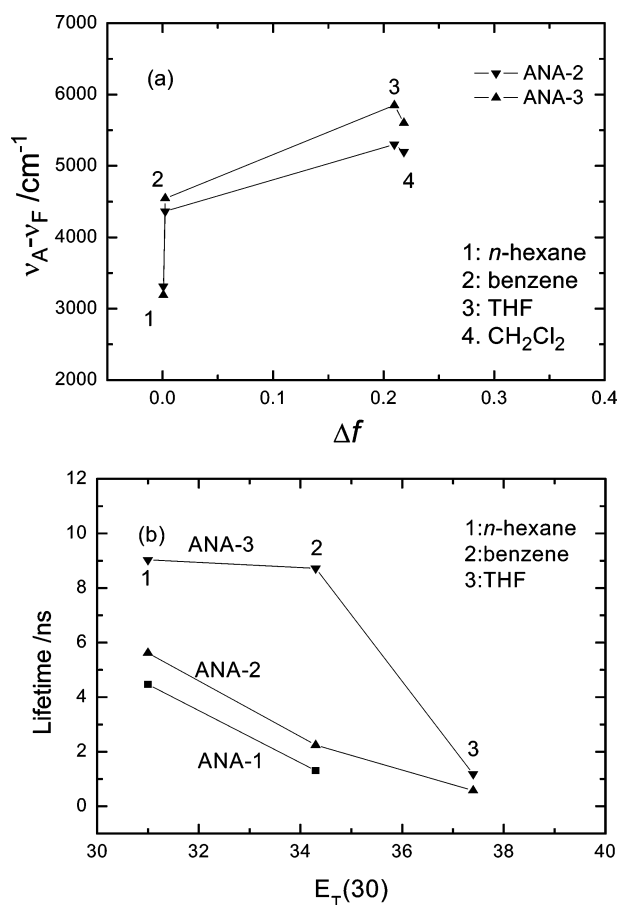 7000
6000
5000
4000
3000
2000
ν_A-ν_F /cm⁻¹
(a)
3
ANA-2
ANA-3
2
4
1
1: n-hexane
2: benzene
3: THF
4. CH₂Cl₂
0.0 0.1 0.2 0.3 0.4
Δf
12
10
8
6
4
2
0
Lifetime /ns
(b)
ANA-3
2
1
1:n-hexane
2:benzene
3:THF
ANA-2
ANA-1
3
30 32 34 36 38 40
E_T(30)